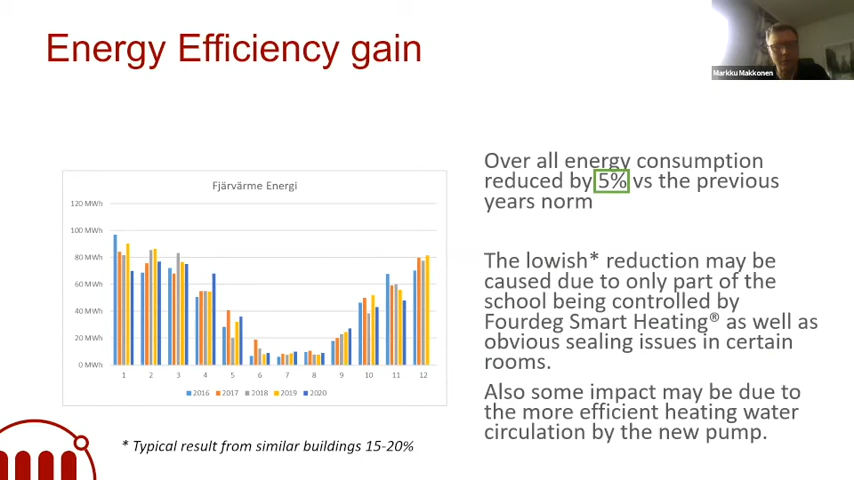 Energy Efficiency gain
Markku Makkonen
Fjärvärme Energi
120 MWh
100 MWh
80 MWh
60 MWh
40 MWh
20 MWh
0 MWh
1 2 3 4 5 6 7 8 9 10 11 12
2016 2017 2018 2019 2020
* Typical result from similar buildings 15-20%
Over all energy consumption
reduced by 5% vs the previous
years norm
The lowish* reduction may be
caused due to only part of the
school being controlled by
Fourdeg Smart Heating® as well as
obvious sealing issues in certain
rooms.
Also some impact may be due to
the more efficient heating water
circulation by the new pump.